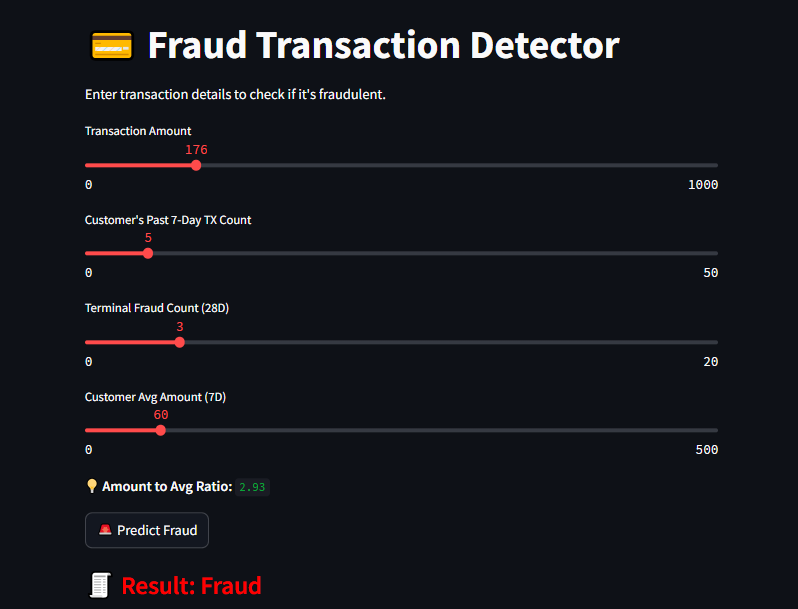 💳 Fraud Transaction Detector
Enter transaction details to check if it's fraudulent.
Transaction Amount
176
0 1000
Customer's Past 7-Day TX Count
5
0 50
Terminal Fraud Count (28D)
3
0 20
Customer Avg Amount (7D)
60
0 500
💡 Amount to Avg Ratio: 2.93
🚨 Predict Fraud
🧾 Result: Fraud